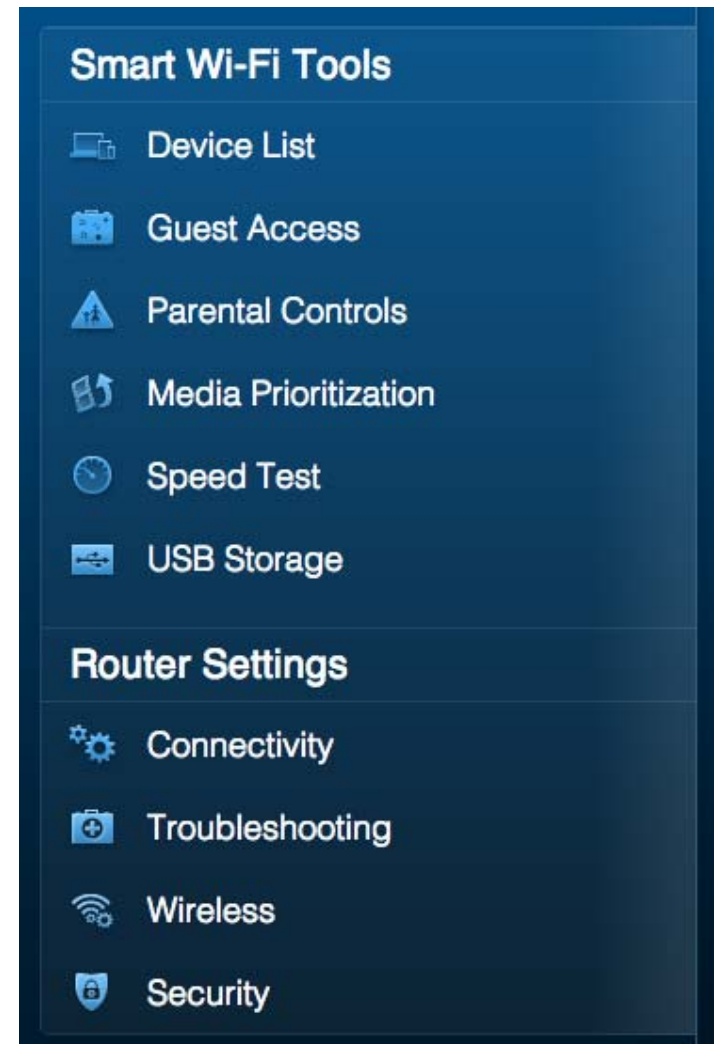 Smart Wi-Fi Tools
Device List
Guest Access
Parental Controls
Media Prioritization
Speed Test
USB Storage
Router Settings
Connectivity
Troubleshooting
Wireless
Security